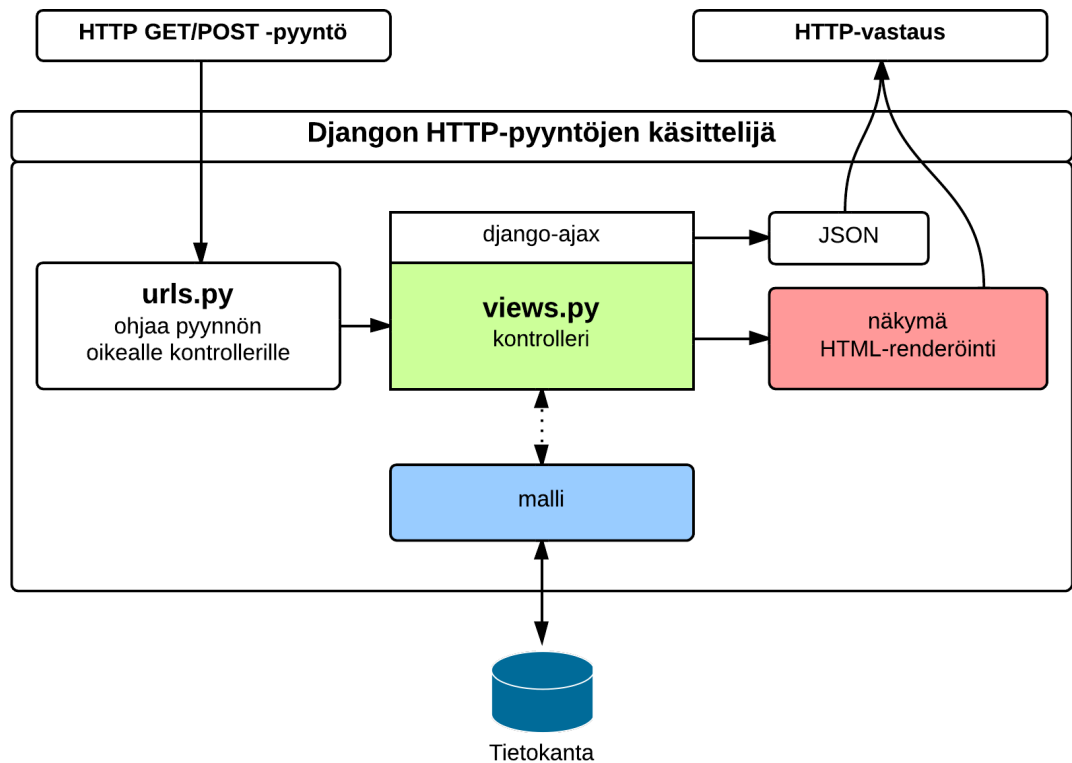 HTTP GET/POST -pyyntö
HTTP-vastaus
Djangon HTTP-pyyntöjen käsittelijä
django-ajax
JSON
urls.py
ohjaa pyynnön
oikealle kontrollerille
views.py
kontrolleri
näkymä
HTML-renderöinti
malli
Tietokanta